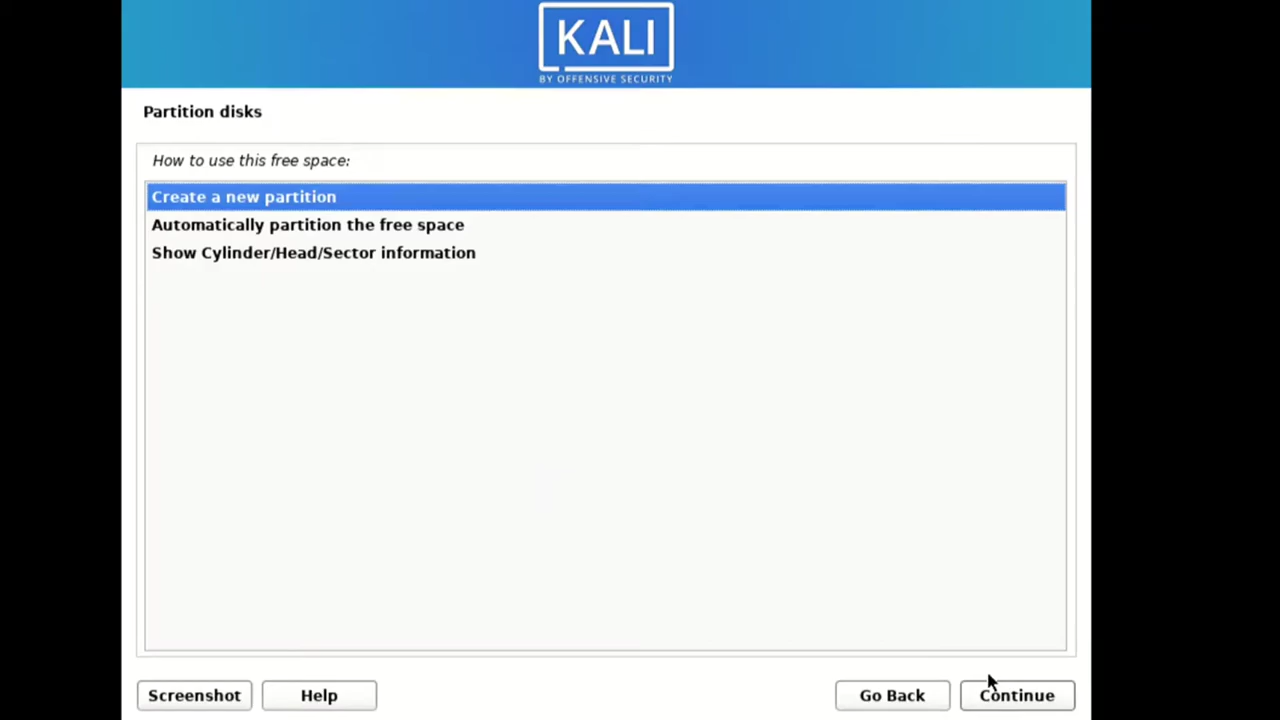 KALI
BY OFFENSIVE SECURITY
Partition disks
How to use this free space:
Create a new partition
Automatically partition the free space
Show Cylinder/Head/Sector information
Screenshot Help Go Back Continue